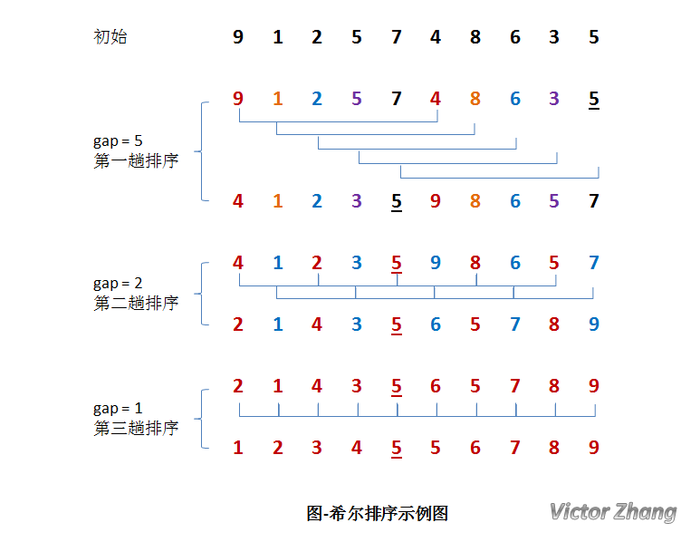 初始 9 1 2 5 7 4 8 6 3 5
9 1 2 5 7 4 8 6 3 5
gap = 5
第一趟排序
4 1 2 3 5 9 8 6 5 7
4 1 2 3 5 9 8 6 5 7
gap = 2
第二趟排序
2 1 4 3 5 6 5 7 8 9
2 1 4 3 5 6 5 7 8 9
gap = 1
第三趟排序
1 2 3 4 5 5 6 7 8 9
图-希尔排序示例图
Victor Zhang